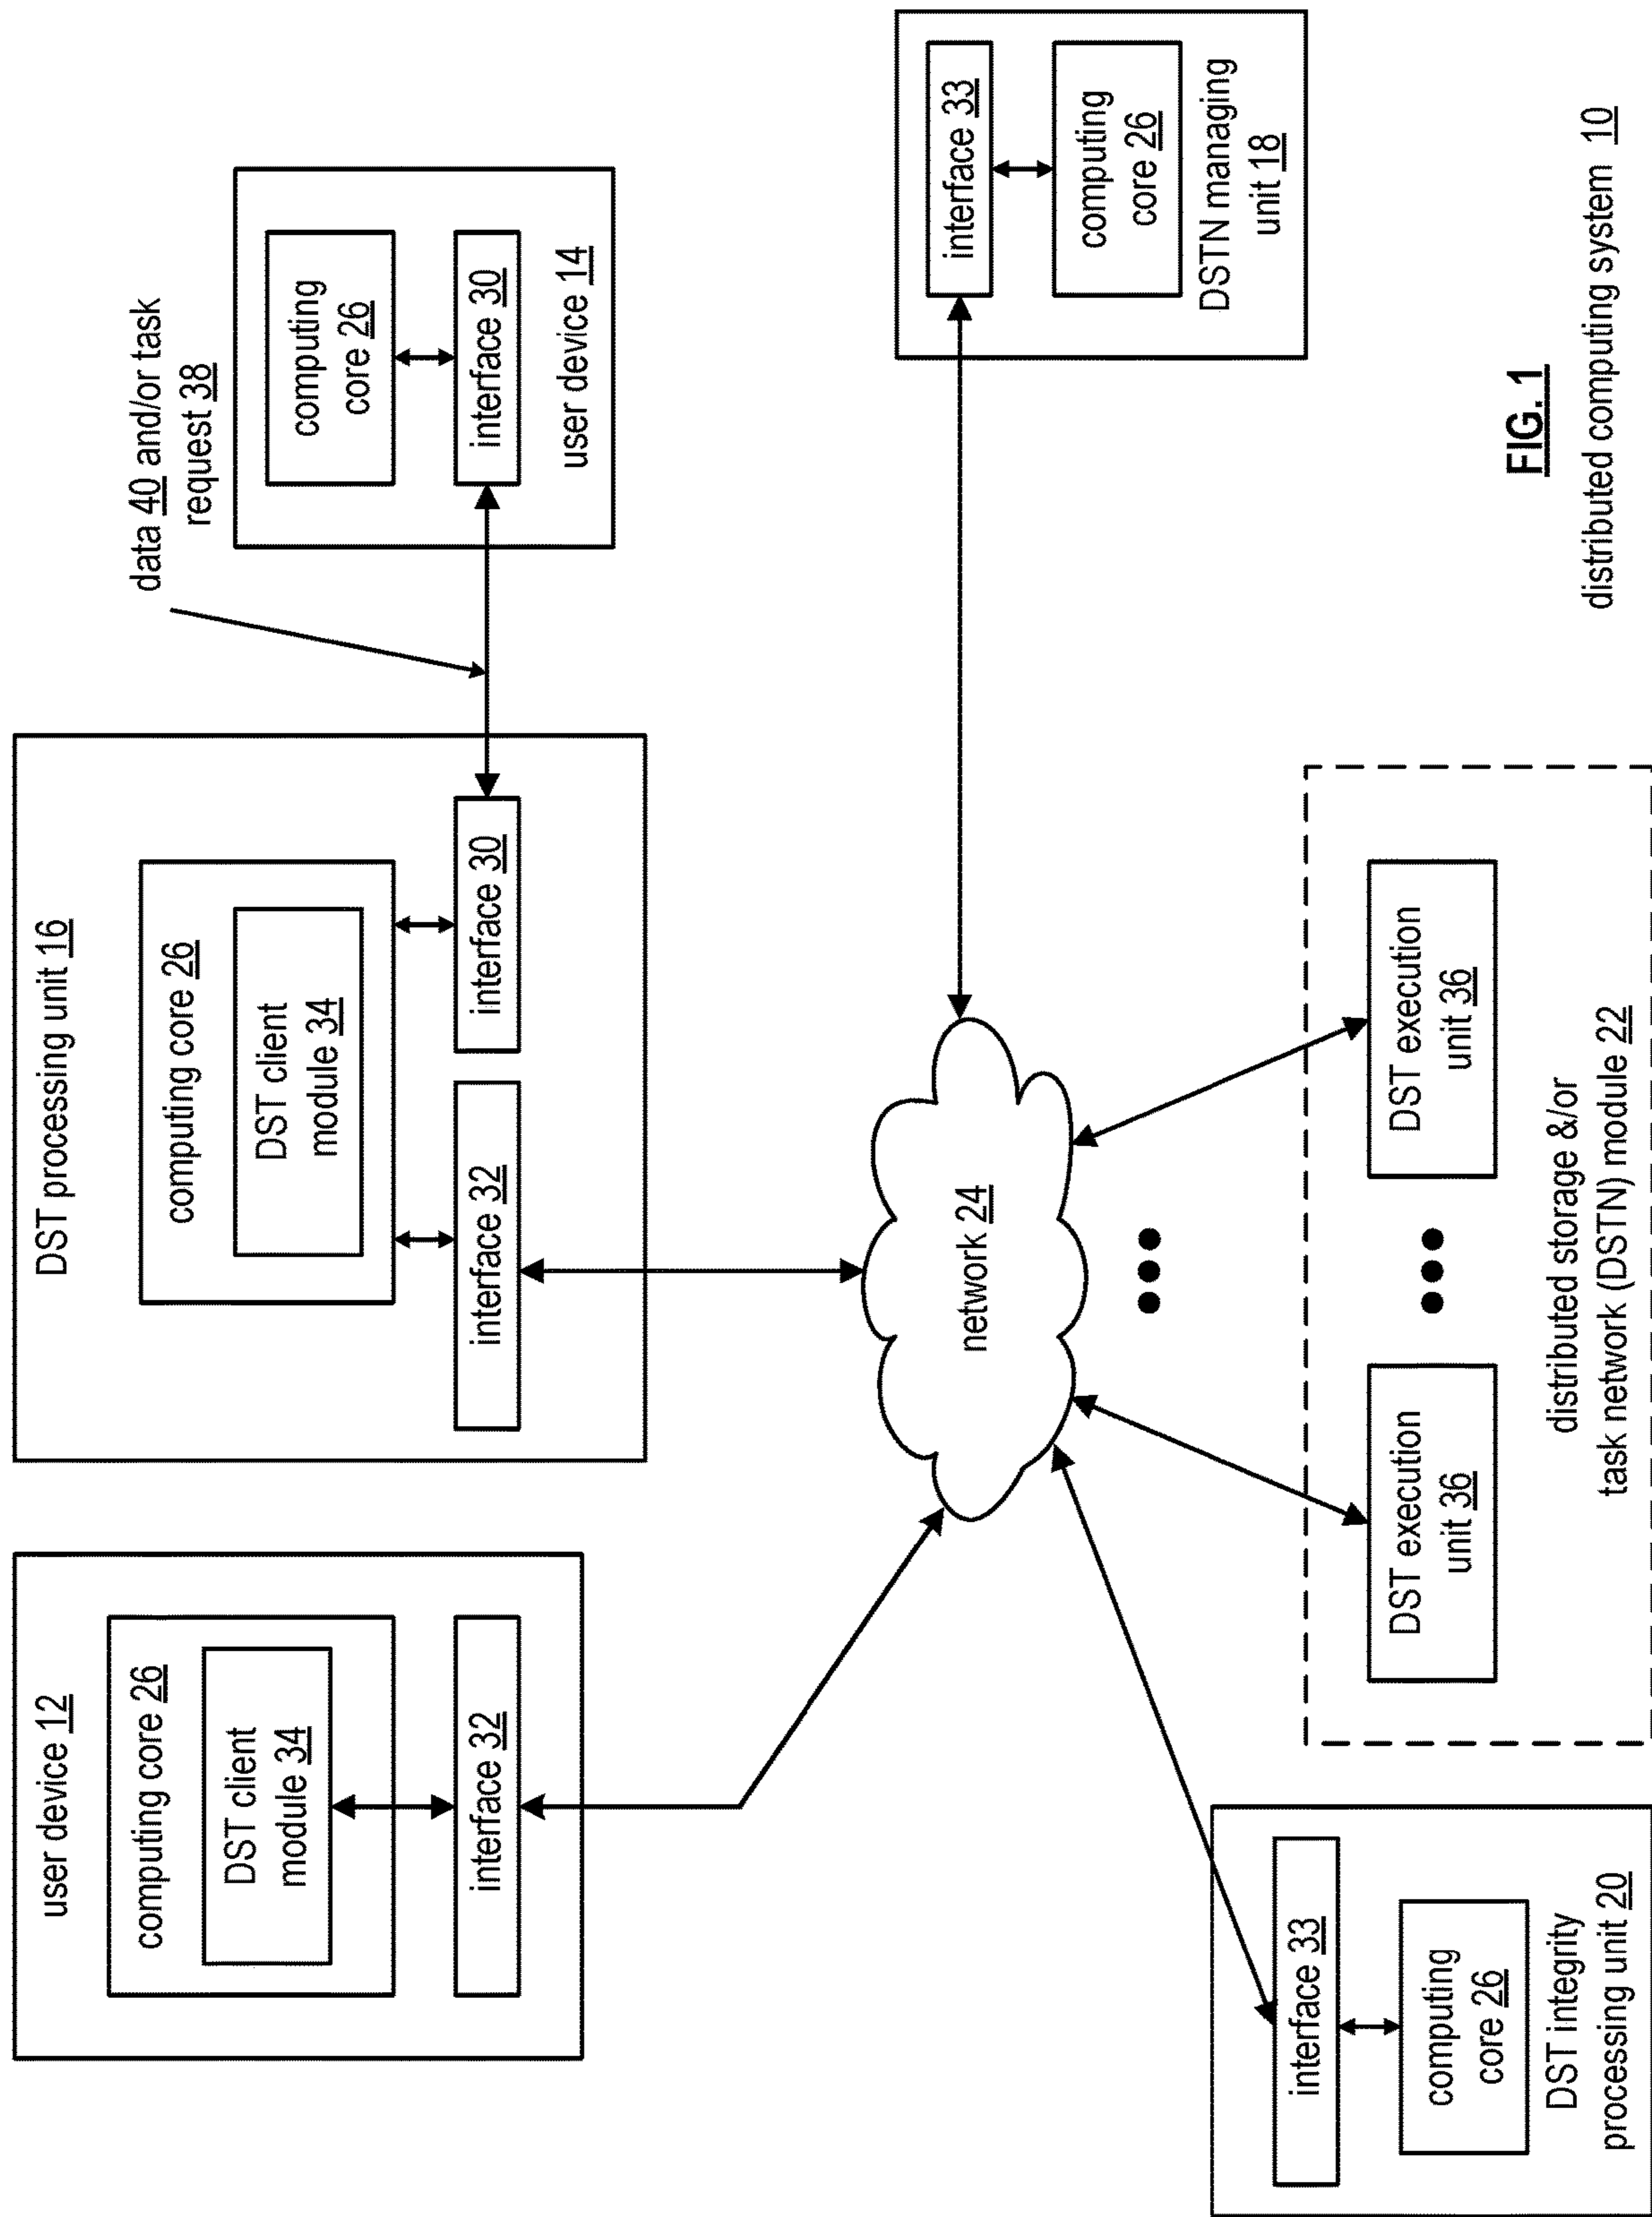 user device 12
computing core 26
DST client
module 34
interface 32
DST processing unit 16
computing core 26
DST client
module 34
interface 32
interface 30
data 40 and/or task
request 38
computing
core 26
interface 30
user device 14
network 24
interface 33
computing
core 26
DSTN managing
unit 18
interface 33
computing
core 26
DST integrity
processing unit 20
DST execution
unit 36
DST execution
unit 36
distributed storage &/or
task network (DSTN) module 22
FIG. 1
distributed computing system 10